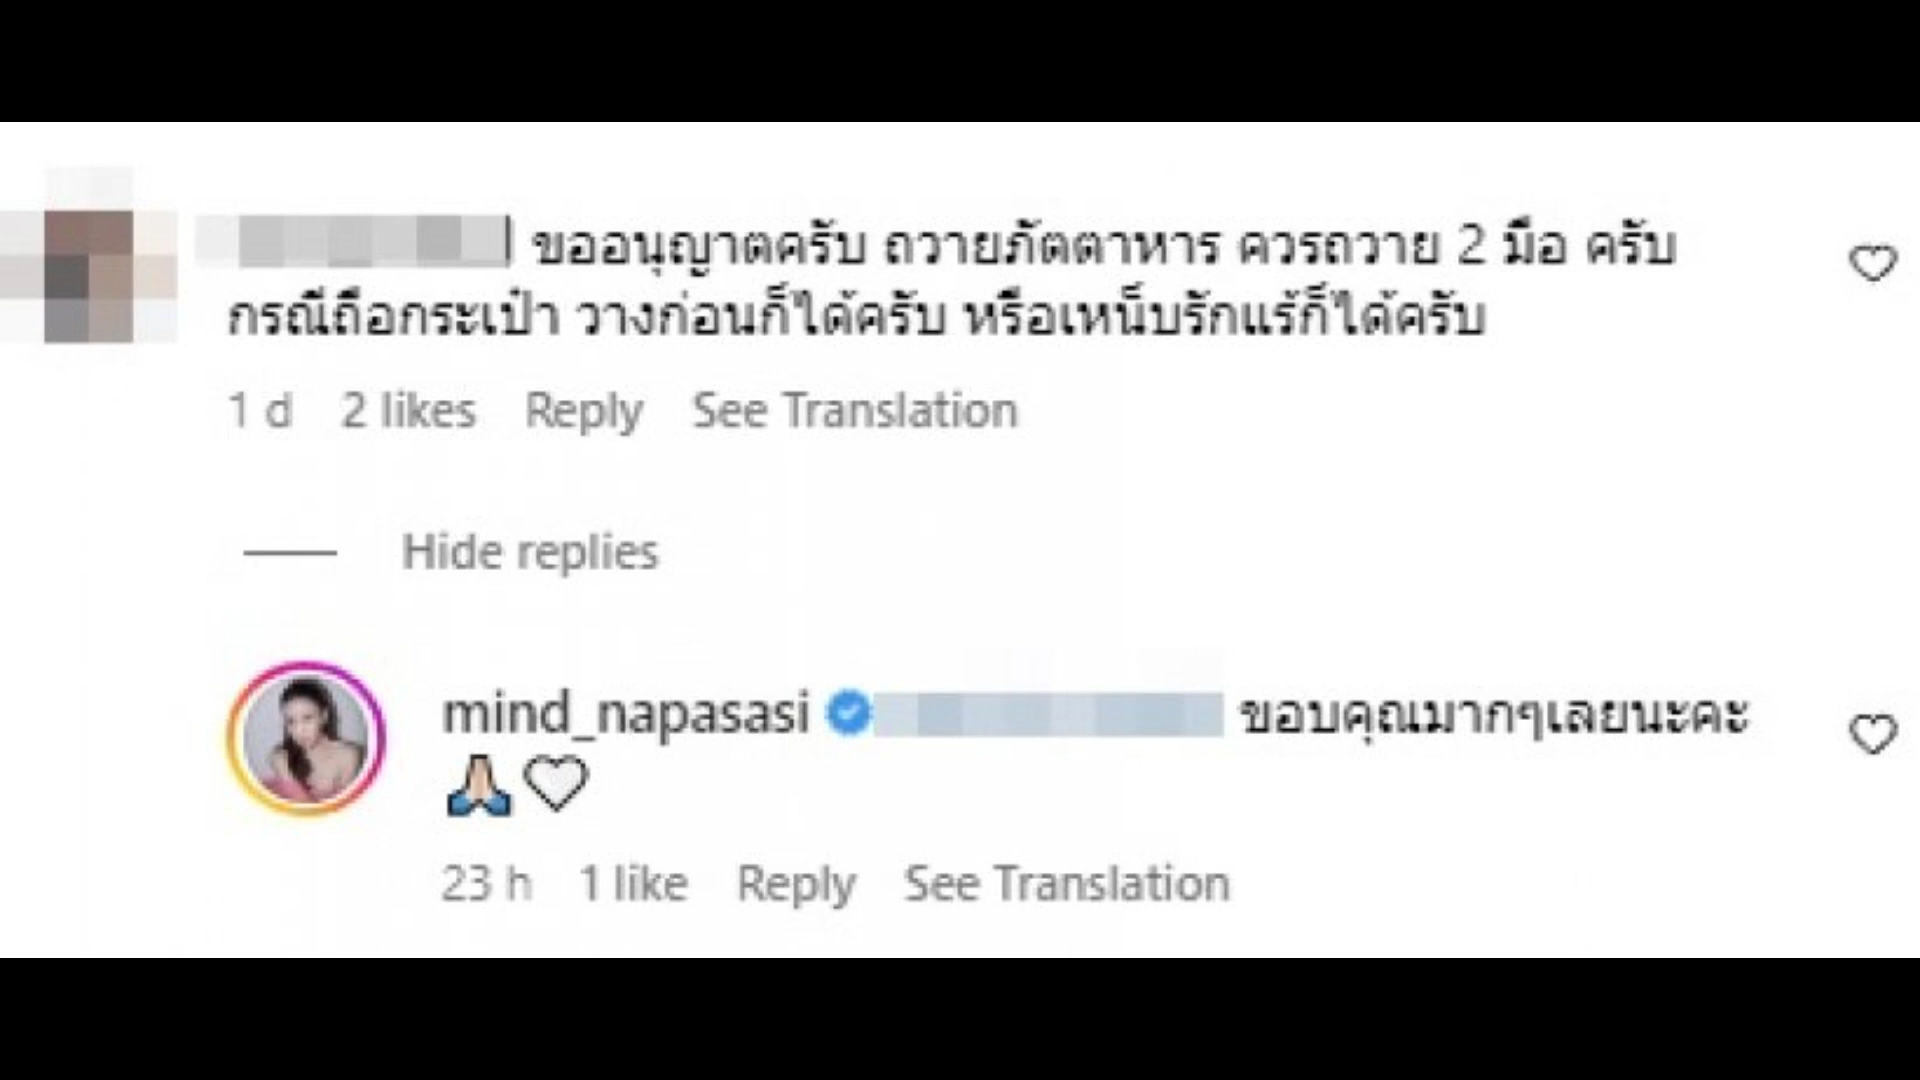 ขออนุญาตครับ ถวายภัตตาหาร ควรถวาย 2 มือ ครับ
กรณีถือกระเป๋า วางก่อนก็ได้ครับ หรือเหน็บรักแร้ก็ได้ครับ
1 d 2 likes Reply See Translation
Hide replies
mind_napasasi ขอบคุณมากๆเลยนะคะ
🙏🏻🤍
23 h 1 like Reply See Translation